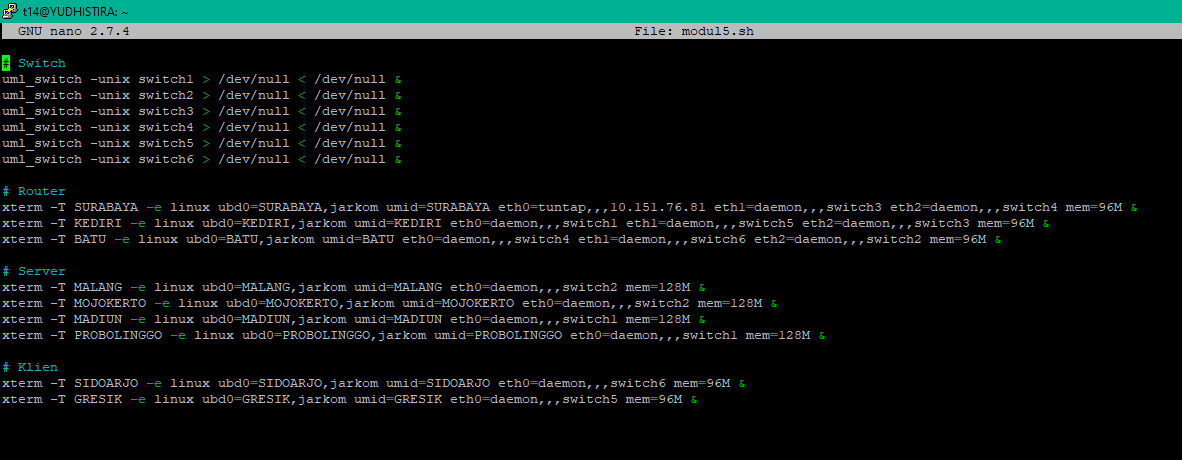 t14@YUDHISTIRA: ~
GNU nano 2.7.4 File: modul5.sh
# Switch
uml_switch -unix switch1 > /dev/null < /dev/null &
uml_switch -unix switch2 > /dev/null < /dev/null &
uml_switch -unix switch3 > /dev/null < /dev/null &
uml_switch -unix switch4 > /dev/null < /dev/null &
uml_switch -unix switch5 > /dev/null < /dev/null &
uml_switch -unix switch6 > /dev/null < /dev/null &
# Router
xterm -T SURABAYA -e linux ubd0=SURABAYA,jarkom umid=SURABAYA eth0=tuntap,,,10.151.76.81 eth1=daemon,,,switch3 eth2=daemon,,,switch4 mem=96M &
xterm -T KEDIRI -e linux ubd0=KEDIRI,jarkom umid=KEDIRI eth0=daemon,,,switch1 eth1=daemon,,,switch5 eth2=daemon,,,switch3 mem=96M &
xterm -T BATU -e linux ubd0=BATU,jarkom umid=BATU eth0=daemon,,,switch4 eth1=daemon,,,switch6 eth2=daemon,,,switch2 mem=96M &
# Server
xterm -T MALANG -e linux ubd0=MALANG,jarkom umid=MALANG eth0=daemon,,,switch2 mem=128M &
xterm -T MOJOKERTO -e linux ubd0=MOJOKERTO,jarkom umid=MOJOKERTO eth0=daemon,,,switch2 mem=128M &
xterm -T MADIUN -e linux ubd0=MADIUN,jarkom umid=MADIUN eth0=daemon,,,switch1 mem=128M &
xterm -T PROBOLINGGO -e linux ubd0=PROBOLINGGO,jarkom umid=PROBOLINGGO eth0=daemon,,,switch1 mem=128M &
# Klien
xterm -T SIDOARJO -e linux ubd0=SIDOARJO,jarkom umid=SIDOARJO eth0=daemon,,,switch6 mem=96M &
xterm -T GRESIK -e linux ubd0=GRESIK,jarkom umid=GRESIK eth0=daemon,,,switch5 mem=96M &